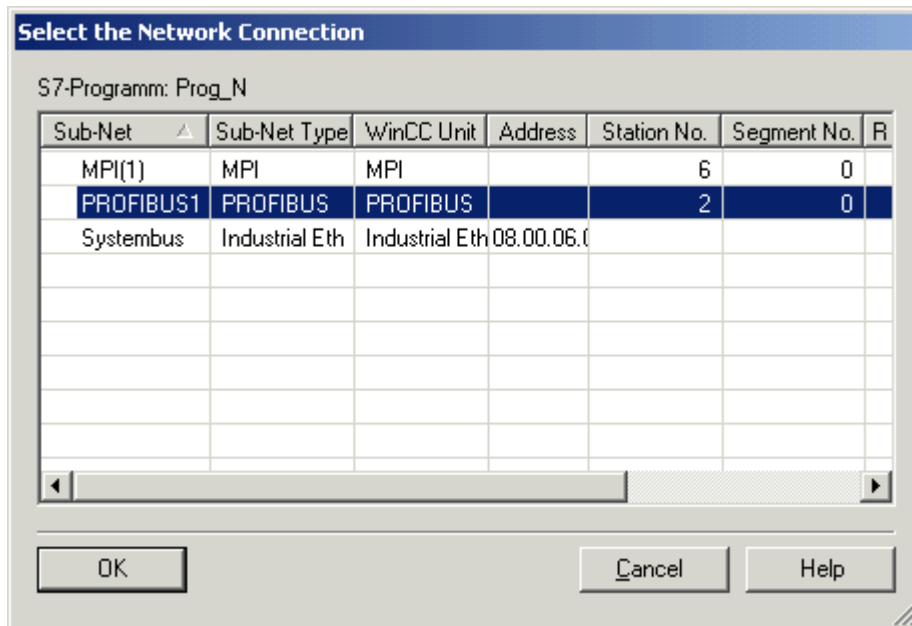 Select the Network Connection
S7-Programm: Prog_N
Sub-Net Sub-Net Type WinCC Unit Address Station No. Segment No. R
MPI(1) MPI MPI 6 0
PROFIBUS1 PROFIBUS PROFIBUS 2 0
Systembus Industrial Eth Industrial Eth 08.00.06.0
OK Cancel Help